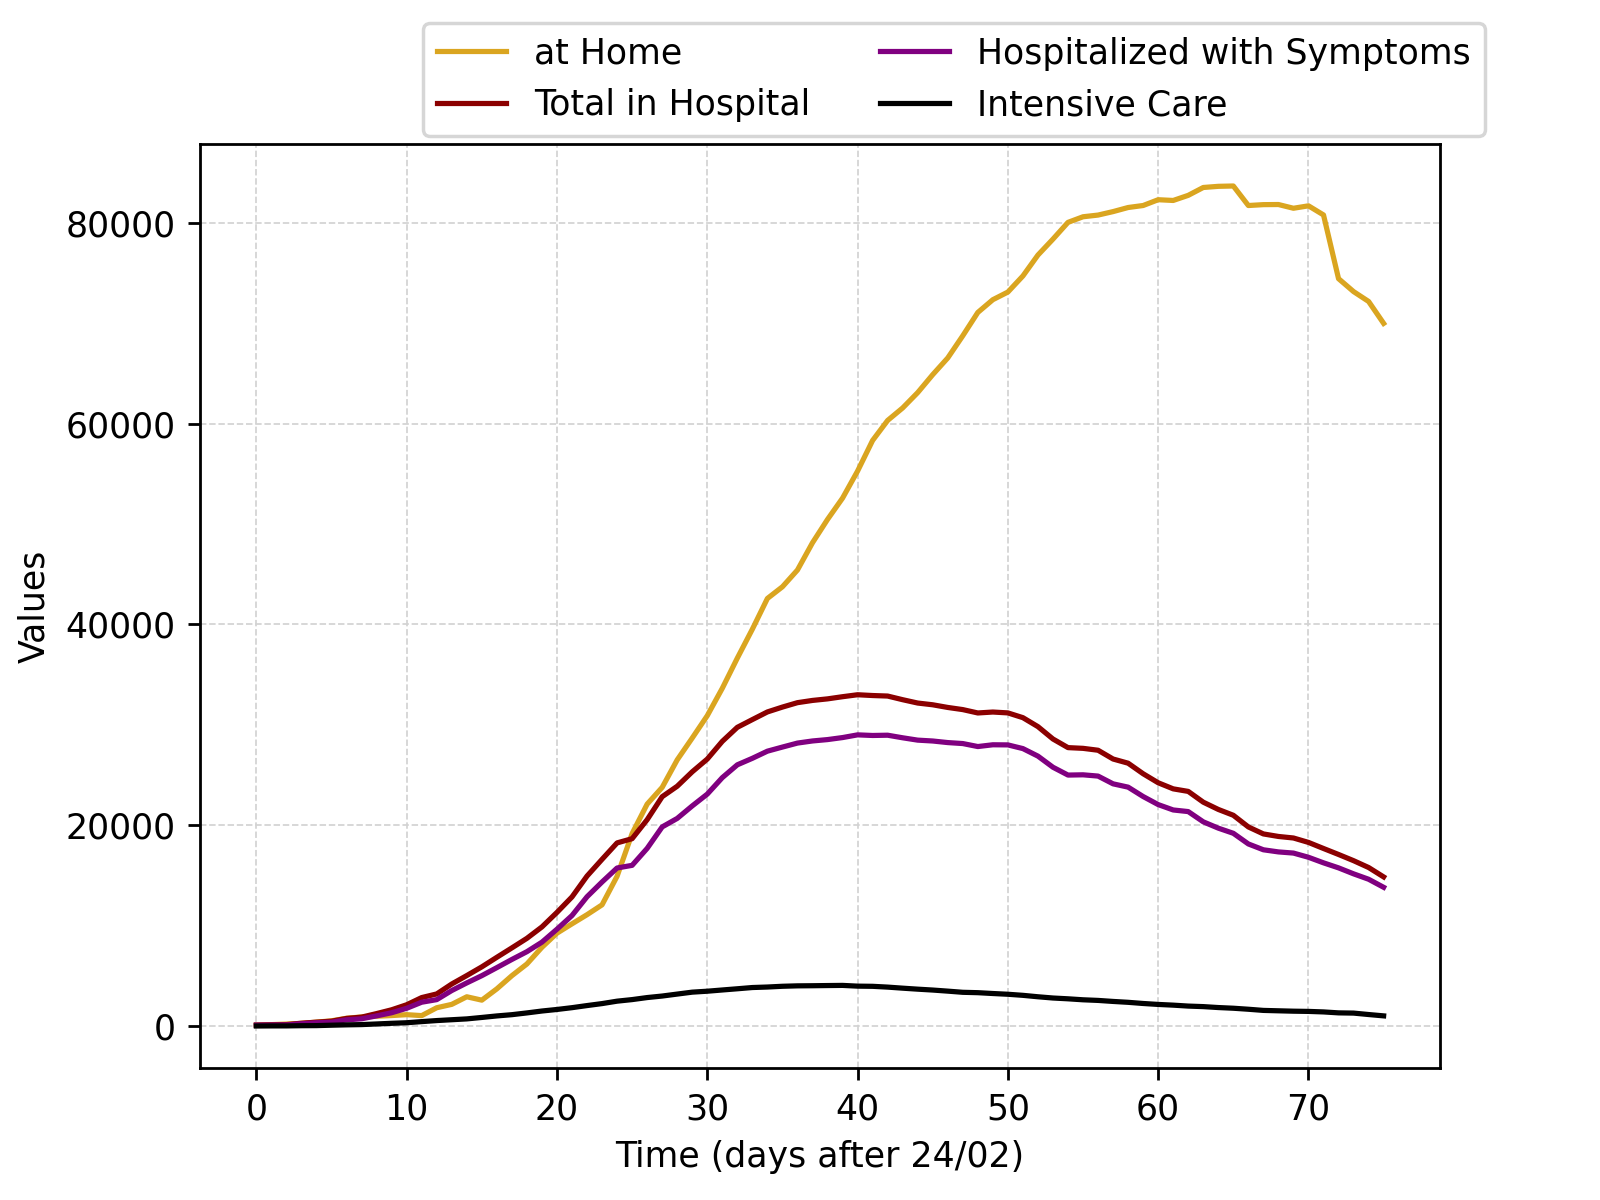 at Home
Total in Hospital
Hospitalized with Symptoms
Intensive Care
80000
60000
40000
20000
0
Values
0 10 20 30 40 50 60 70
Time (days after 24/02)